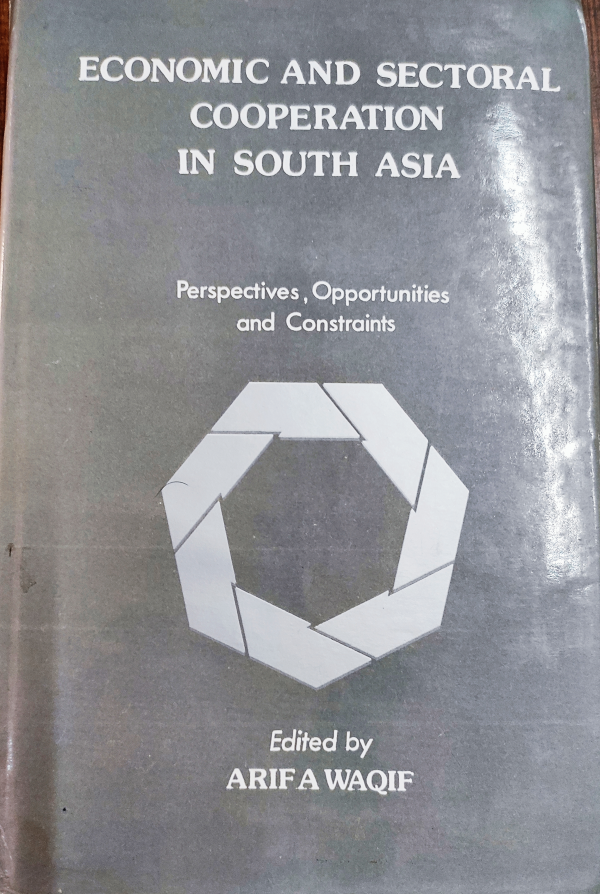 ECONOMIC AND SECTORAL
COOPERATION
IN SOUTH ASIA
Perspectives, Opportunities
and Constraints
Edited by
ARIF A WAQIF